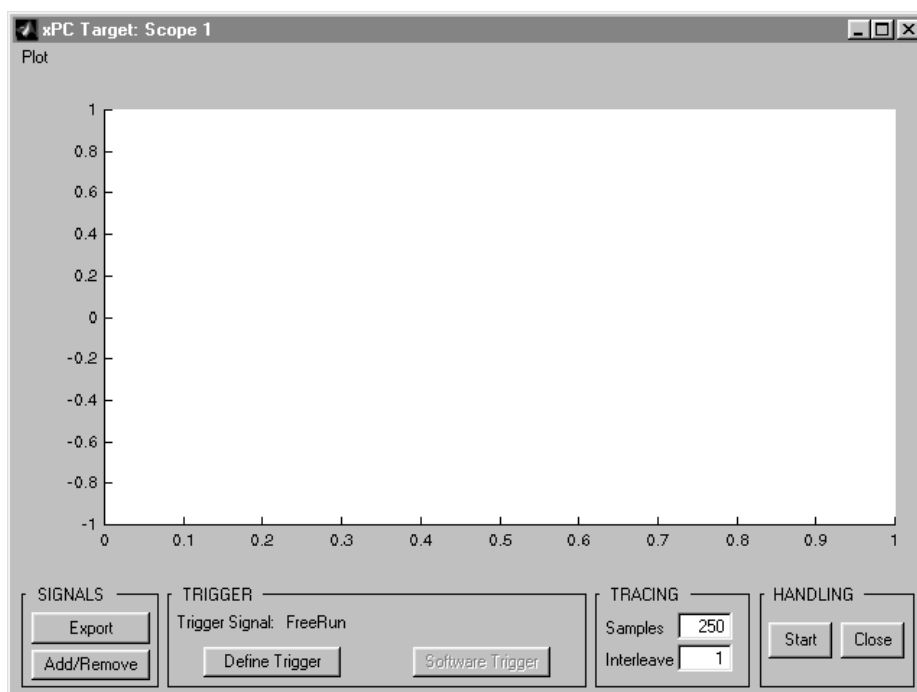 xPC Target: Scope 1
Plot
1
0.8
0.6
0.4
0.2
0
-0.2
-0.4
-0.6
-0.8
-1
0 0.1 0.2 0.3 0.4 0.5 0.6 0.7 0.8 0.9 1
SIGNALS
Export
Add/Remove
TRIGGER
Trigger Signal: FreeRun
Define Trigger Software Trigger
TRACING
Samples 250
Interleave 1
HANDLING
Start Close